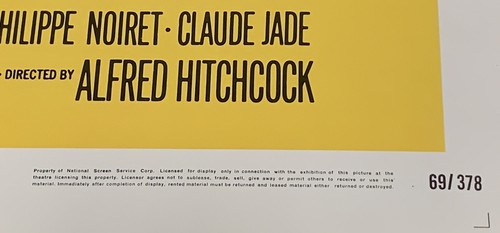 HILIPPE NOIRET · CLAUDE JADE
· DIRECTED BY ALFRED HITCHCOCK
Property of National Screen Service Corp. Licensed for display only in connection with the exhibition of this picture at the
theatre licensing this property. Licensor agrees not to sublease, trade, sell, give away or permit others to receive or use this
material. Immediately after completion of display, rented material must be returned and leased material either returned or destroyed.
69/378